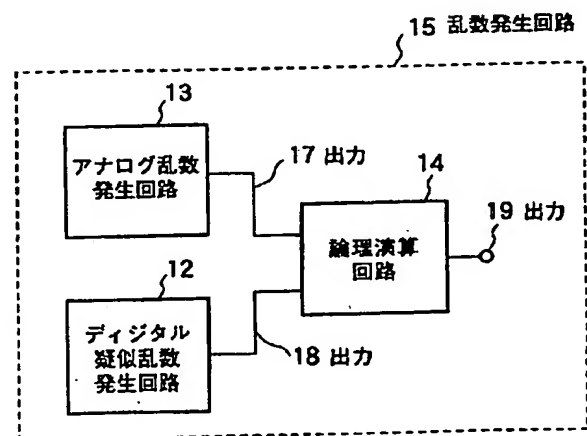 15 乱数発生回路
13
アナログ乱数
発生回路
17 出力
14
論理演算
回路
19 出力
12
ディジタル
疑似乱数
発生回路
18 出力